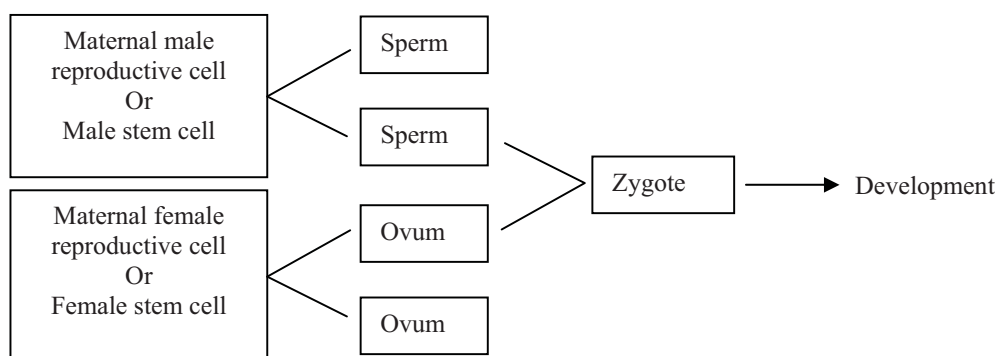 Maternal male
reproductive cell
Or
Male stem cell
Sperm
Sperm
Maternal female
reproductive cell
Or
Female stem cell
Ovum
Ovum
Zygote
Development